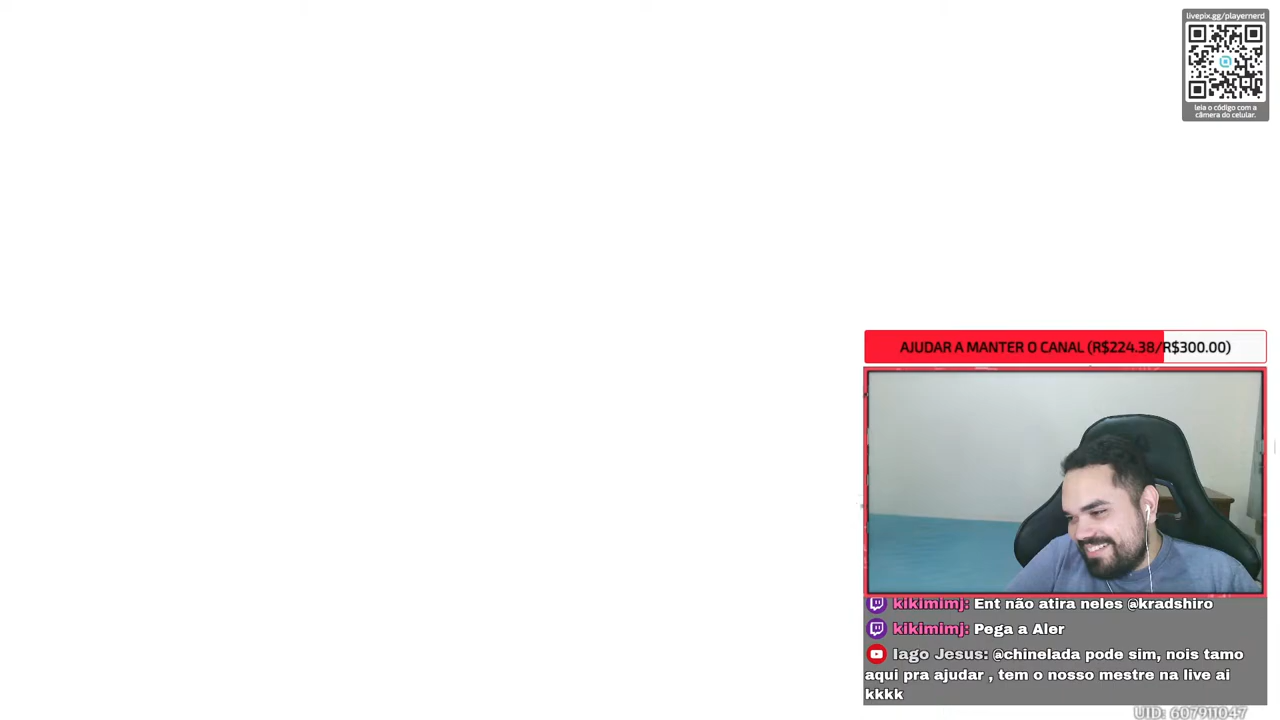 livepix.gg/playernerd
leia o código com a
câmera do celular.
AJUDAR A MANTER O CANAL (R$224.38/R$300.00)
kikimimj: Ent não atira neles @kradshiro
kikimimj: Pega a Aler
Iago Jesus: @chinelada pode sim, nois tamo
aqui pra ajudar , tem o nosso mestre na live ai
kkkk
UID: 607911047